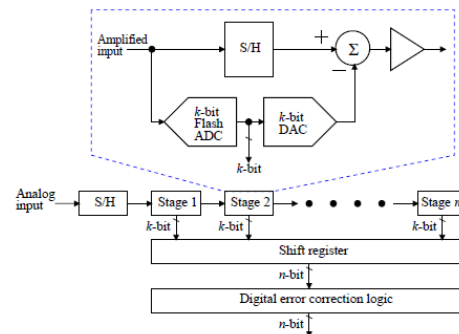 Amplified
input
S/H
+
Σ
−
k-bit
Flash
ADC
k-bit
DAC
k-bit
Analog
input
S/H
Stage 1
Stage 2
Stage n
k-bit
k-bit
k-bit
Shift register
n-bit
Digital error correction logic
n-bit